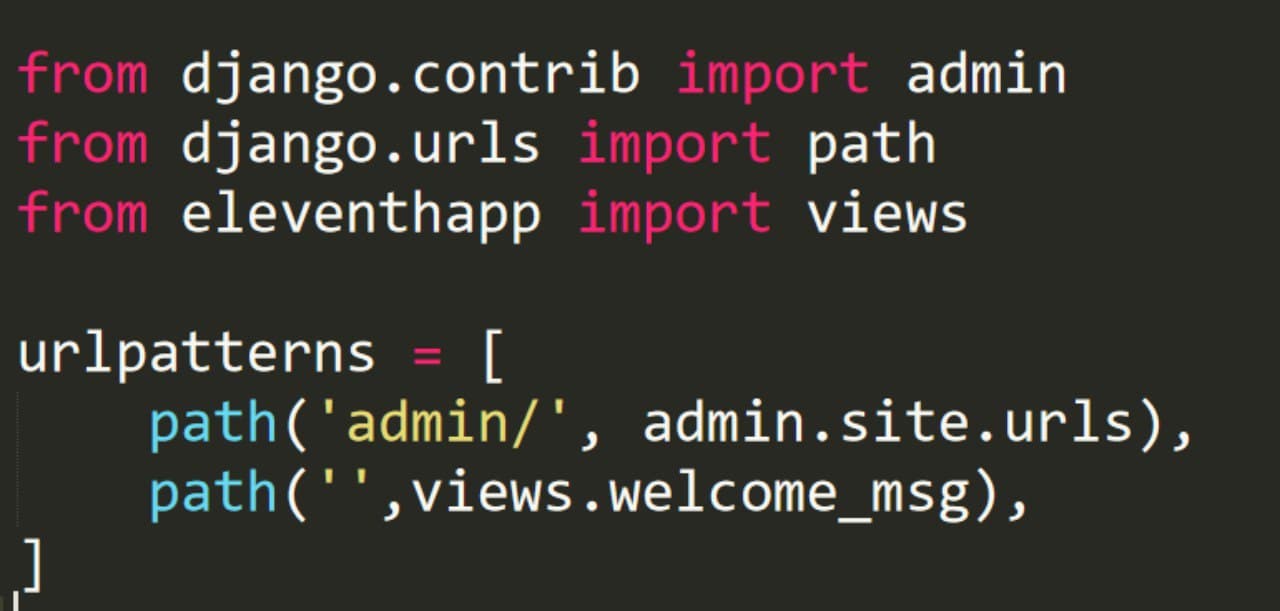 from django.contrib import admin
from django.urls import path
from eleventhapp import views

urlpatterns = [
    path('admin/', admin.site.urls),
    path('',views.welcome_msg),
]